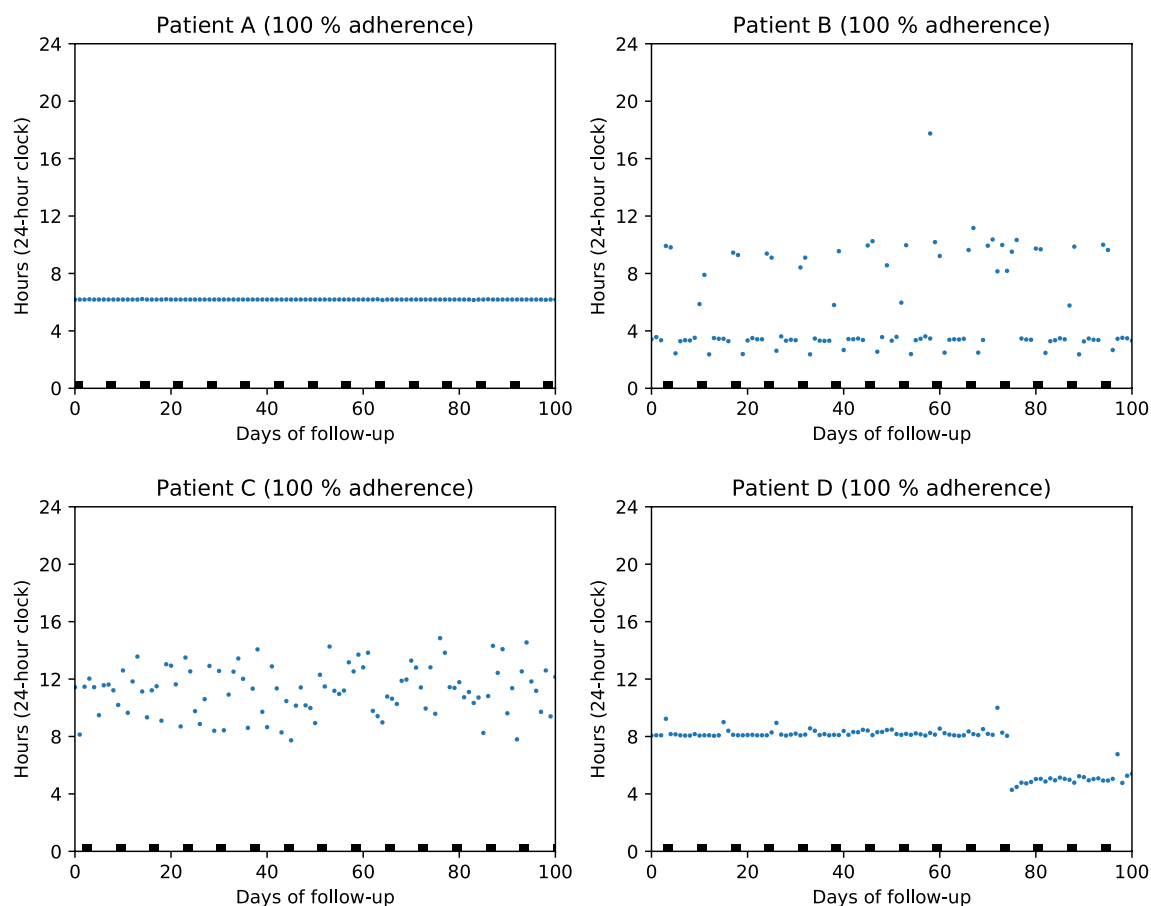 Patient A (100 % adherence)
24
20
16
12
8
4
0
Hours (24-hour clock)
0 20 40 60 80 100
Days of follow-up
Patient B (100 % adherence)
24
20
16
12
8
4
0
Hours (24-hour clock)
0 20 40 60 80 100
Days of follow-up
Patient C (100 % adherence)
24
20
16
12
8
4
0
Hours (24-hour clock)
0 20 40 60 80 100
Days of follow-up
Patient D (100 % adherence)
24
20
16
12
8
4
0
Hours (24-hour clock)
0 20 40 60 80 100
Days of follow-up